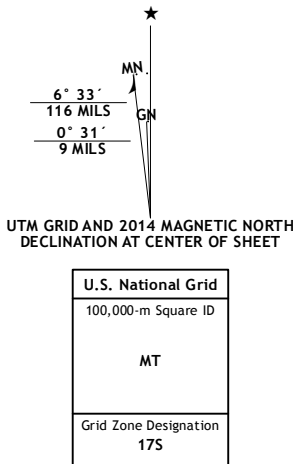 ★
MN
6° 33´
116 MILS
GN
0° 31´
9 MILS
UTM GRID AND 2014 MAGNETIC NORTH
DECLINATION AT CENTER OF SHEET
U.S. National Grid
100,000-m Square ID
MT
Grid Zone Designation
17S